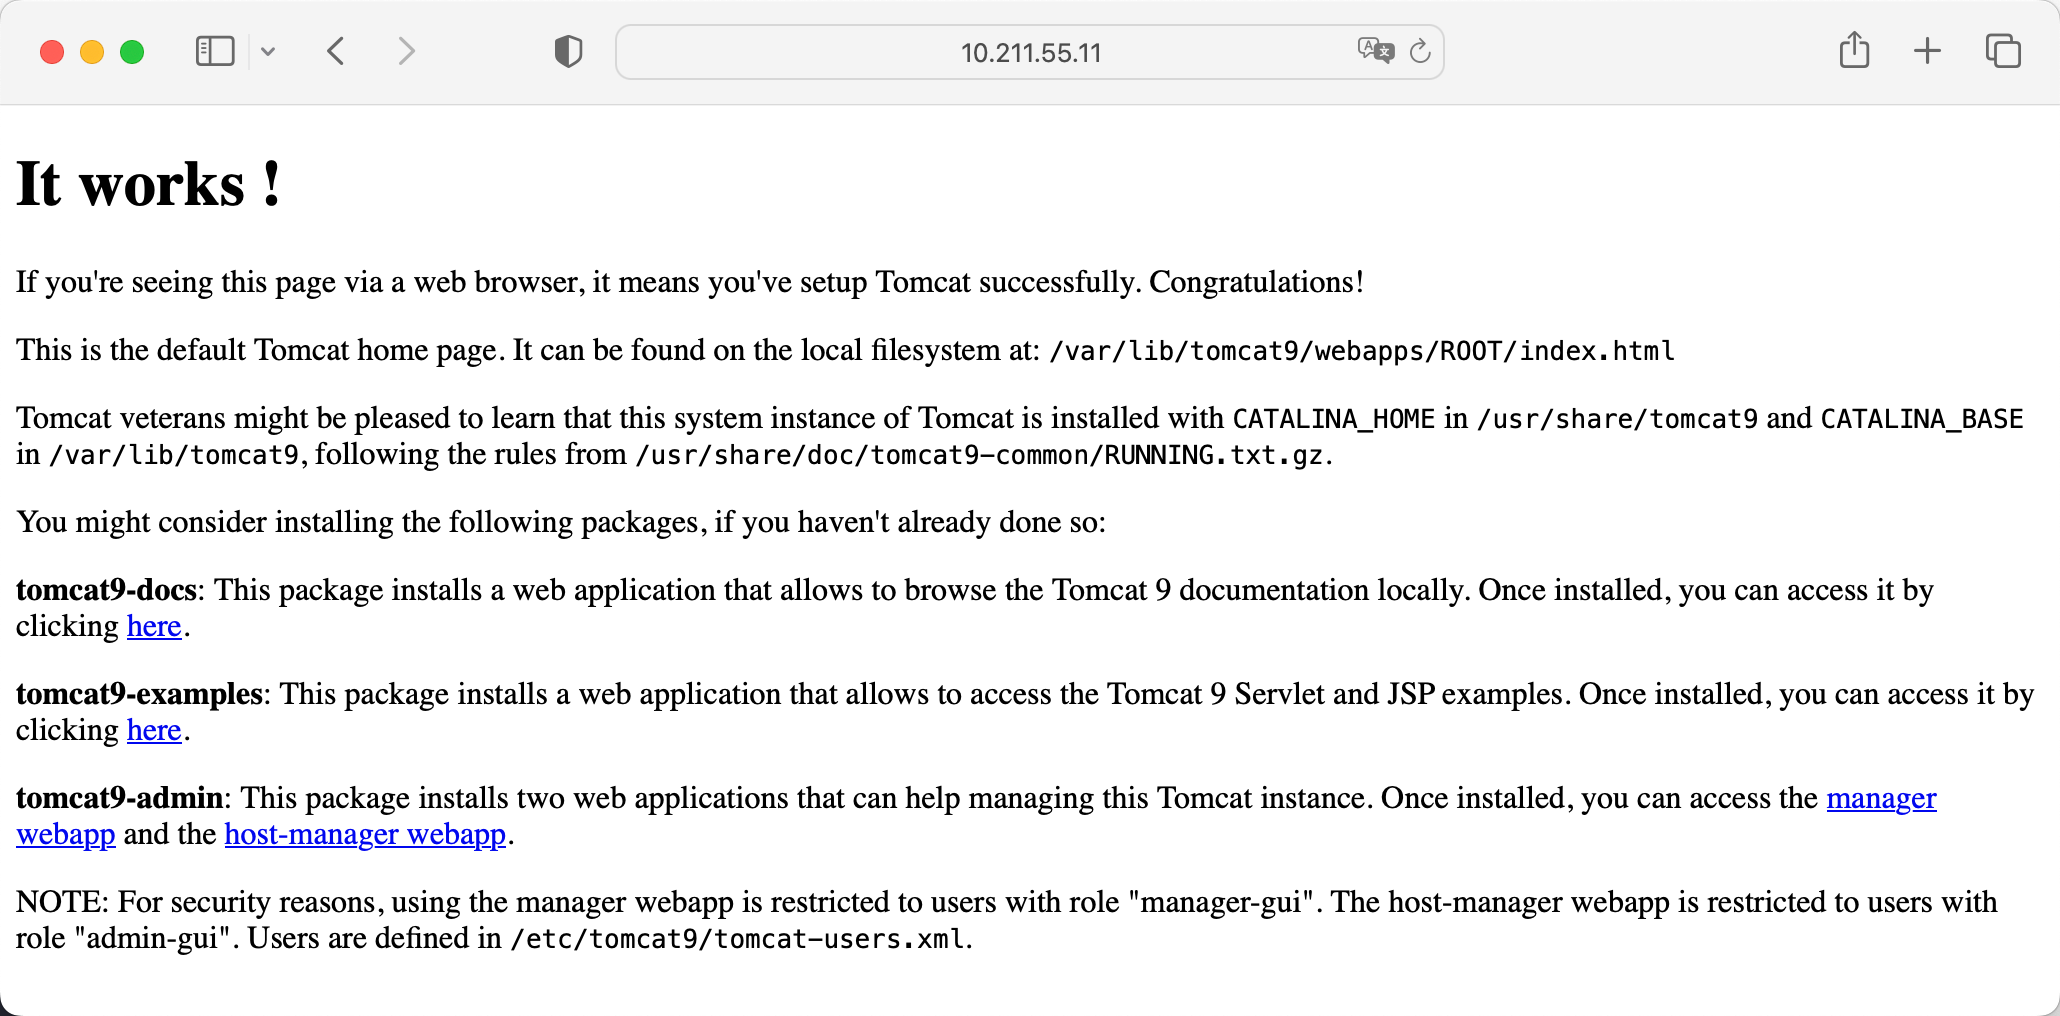 10.211.55.11
It works !
If you're seeing this page via a web browser, it means you've setup Tomcat successfully. Congratulations!
This is the default Tomcat home page. It can be found on the local filesystem at: /var/lib/tomcat9/webapps/ROOT/index.html
Tomcat veterans might be pleased to learn that this system instance of Tomcat is installed with CATALINA_HOME in /usr/share/tomcat9 and CATALINA_BASE
in /var/lib/tomcat9, following the rules from /usr/share/doc/tomcat9-common/RUNNING.txt.gz.
You might consider installing the following packages, if you haven't already done so:
tomcat9-docs: This package installs a web application that allows to browse the Tomcat 9 documentation locally. Once installed, you can access it by
clicking here.
tomcat9-examples: This package installs a web application that allows to access the Tomcat 9 Servlet and JSP examples. Once installed, you can access it by
clicking here.
tomcat9-admin: This package installs two web applications that can help managing this Tomcat instance. Once installed, you can access the manager
webapp and the host-manager webapp.
NOTE: For security reasons, using the manager webapp is restricted to users with role "manager-gui". The host-manager webapp is restricted to users with
role "admin-gui". Users are defined in /etc/tomcat9/tomcat-users.xml.